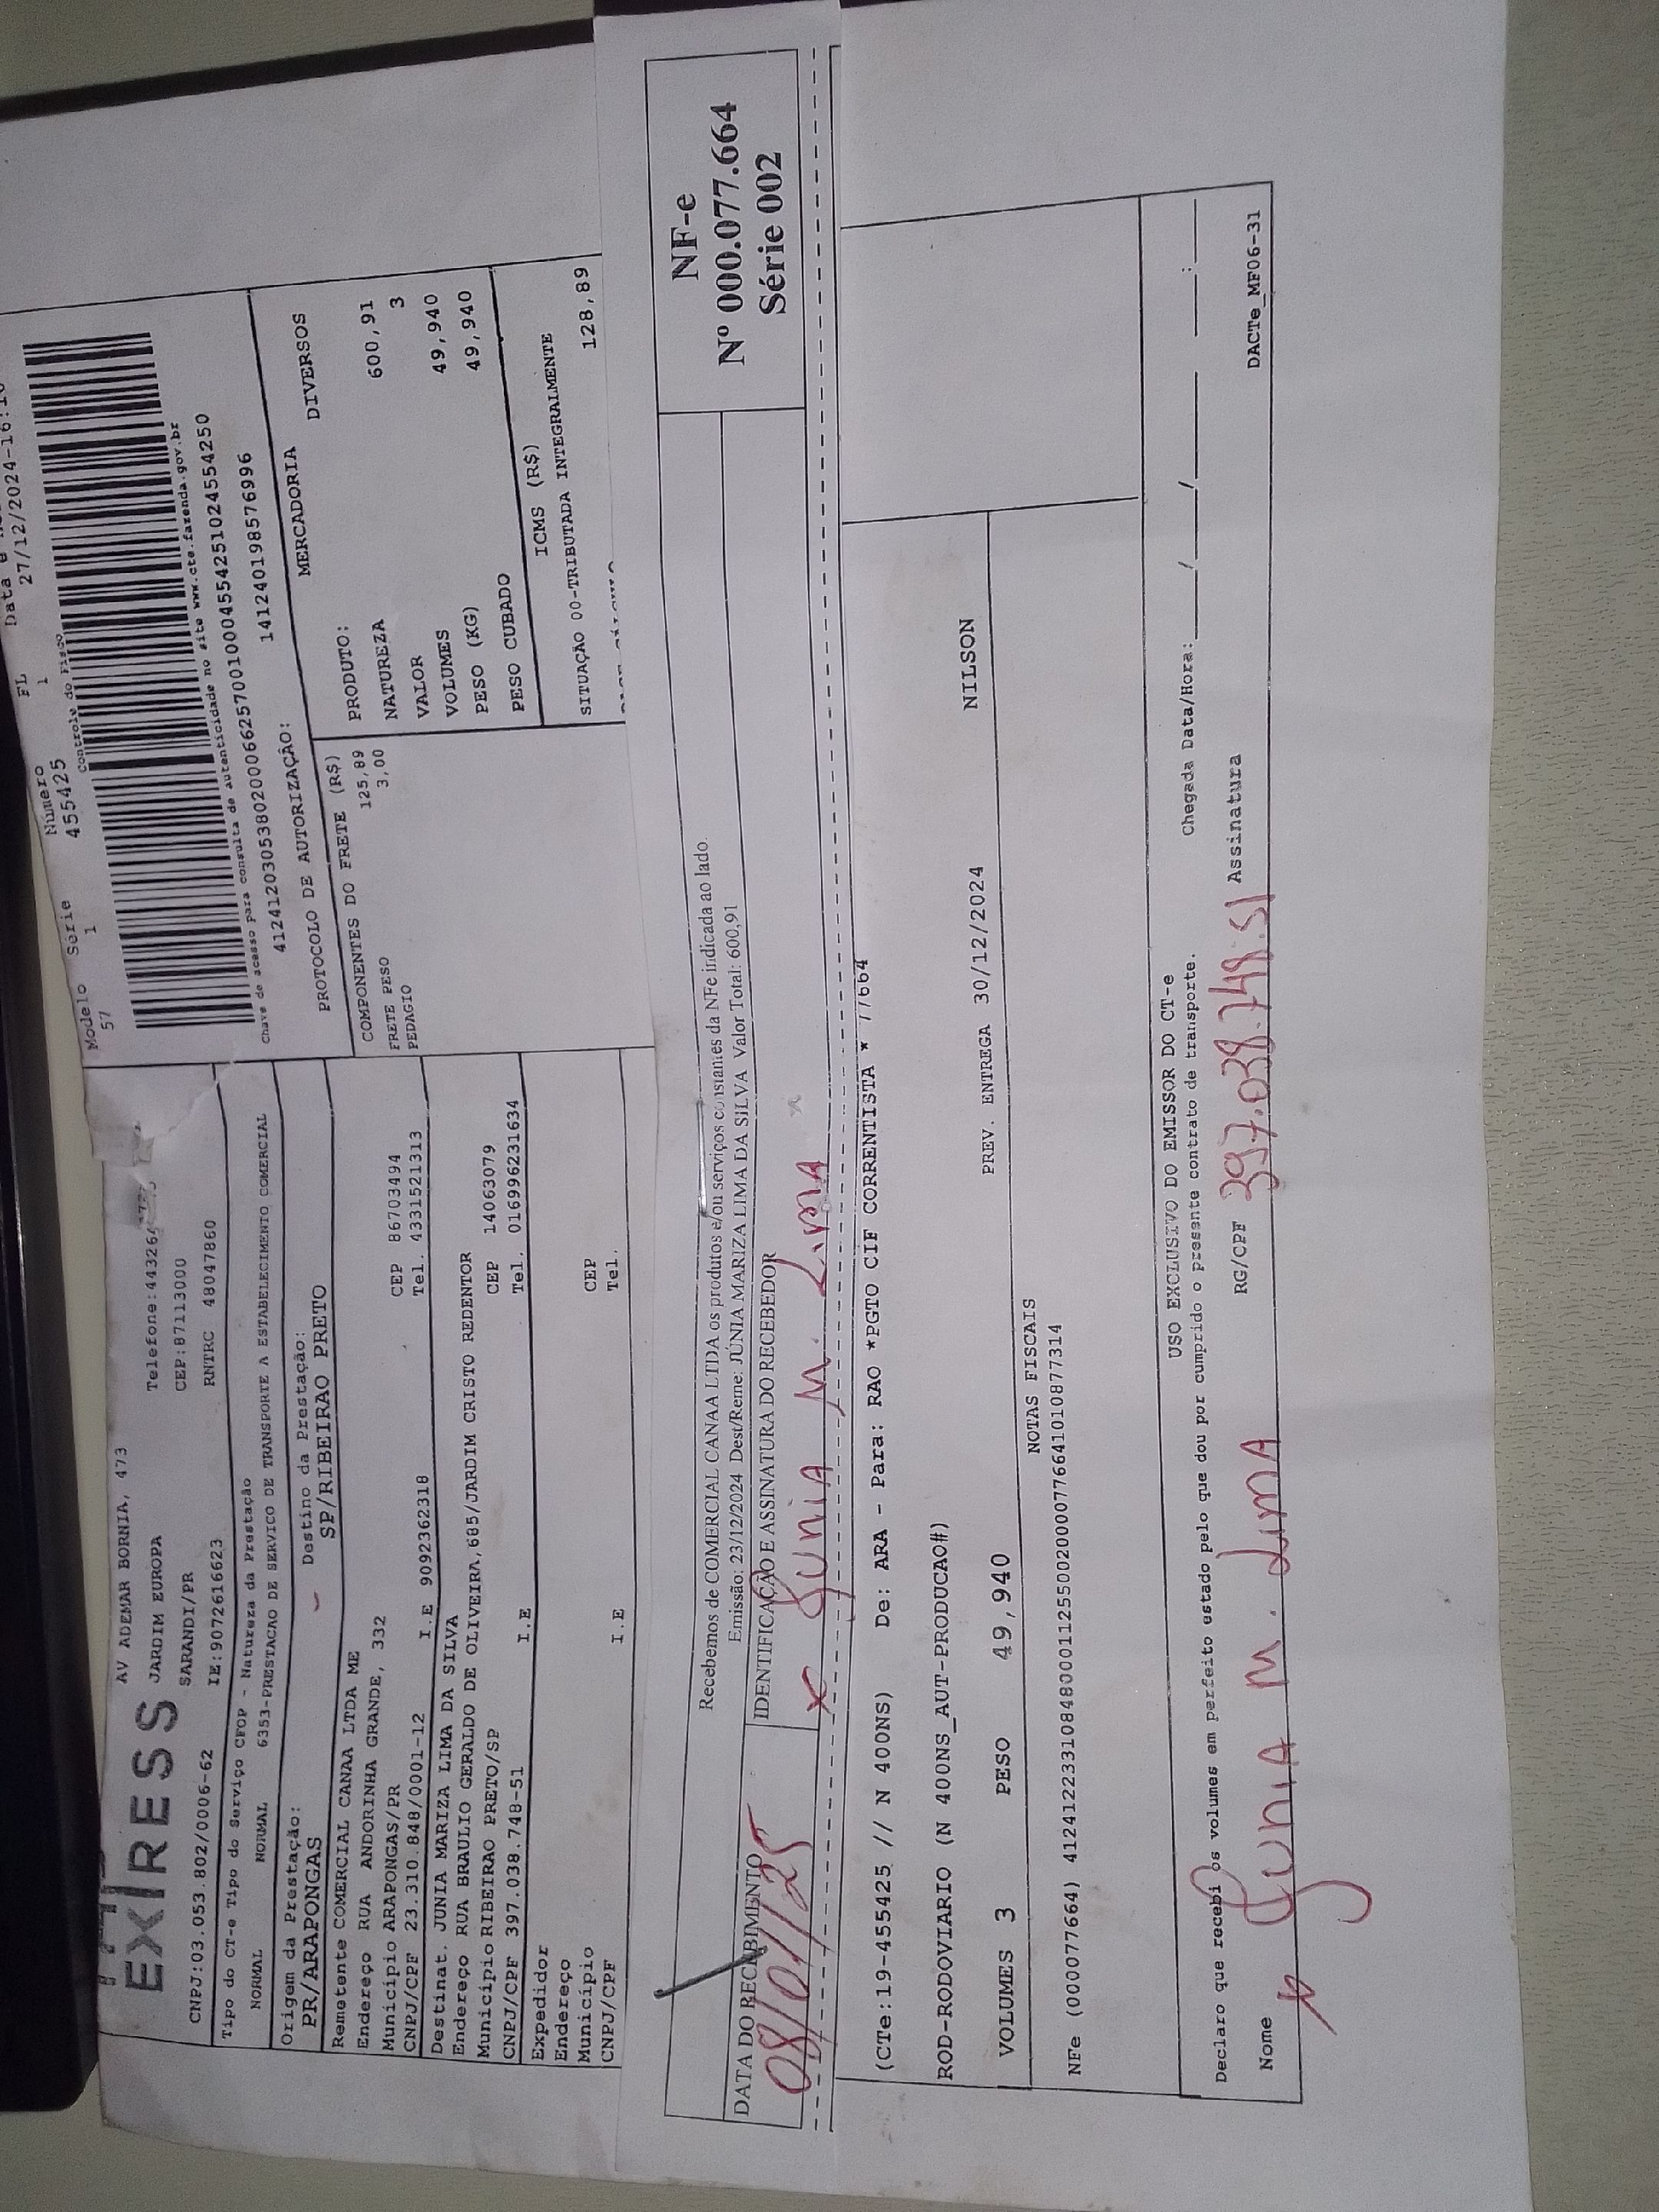 EXPRESS
AV ADEMAR BORNIA, 473
JARDIM EUROPA
Telefone:44326
SARANDI/PR
CEP:87113000
CNPJ:03.053.802/0006-62
IE:9072616623
RNTRC 48047860
Modelo Série Número FL
57 1 455425 1 27/12/2024-16:1
Controle do Fisco
Chave de acesso para consulta de autenticidade no site www.cte.fazenda.gov.br
41241203053802000662570010004554251024554250
PROTOCOLO DE AUTORIZAÇÃO: 141240198576996
Tipo do CT-e Tipo do Serviço CFOP - Natureza da Prestação
NORMAL NORMAL 6353-PRESTACAO DE SERVICO DE TRANSPORTE A ESTABELECIMENTO COMERCIAL
Origem da Prestação: Destino da Prestação:
PR/ARAPONGAS SP/RIBEIRAO PRETO
Remetente COMERCIAL CANAA LTDA ME
Endereço RUA ANDORINHA GRANDE, 332
Município ARAPONGAS/PR CEP 86703494
CNPJ/CPF 23.310.848/0001-12 I.E 9092362318 Tel. 4331521313
Destinat. JUNIA MARIZA LIMA DA SILVA
Endereço RUA BRAULIO GERALDO DE OLIVEIRA,685/JARDIM CRISTO REDENTOR
Município RIBEIRAO PRETO/SP CEP 14063079
CNPJ/CPF 397.038.748-51 I.E Tel. 016996231634
Expedidor
Endereço
Município CEP
CNPJ/CPF I.E Tel.
COMPONENTES DO FRETE (R$)
FRETE PESO 125,89
PEDAGIO 3,00
MERCADORIA
PRODUTO: DIVERSOS
NATUREZA
VALOR 600,91
VOLUMES 3
PESO (KG) 49,940
PESO CUBADO 49,940
ICMS (R$)
SITUAÇÃO 00-TRIBUTADA INTEGRALMENTE
128,89
Recebemos de COMERCIAL CANAA LTDA os produtos e/ou serviços constantes da NFe indicada ao lado.
Emissão: 23/12/2024 Dest/Reme: JÚNIA MARIZA LIMA DA SILVA Valor Total: 600,91
DATA DO RECEBIMENTO IDENTIFICAÇÃO E ASSINATURA DO RECEBEDOR
08/01/25 x Junia M. Lima
NF-e
Nº 000.077.664
Série 002
(CTe:19-455425 // N 400NS) De: ARA - Para: RAO *PGTO CIF CORRENTISTA * 77664
ROD-RODOVIARIO (N 400NS_AUT-PRODUCAO#)
VOLUMES 3 PESO 49,940 PREV. ENTREGA 30/12/2024 NILSON
NOTAS FISCAIS
NFe (000077664) 41241223310848000112550020000776641010877314
USO EXCLUSIVO DO EMISSOR DO CT-e
Declaro que recebi os volumes em perfeito estado pelo que dou por cumprido o presente contrato de transporte. Chegada Data/Hora: ____/____/____ ____:____
Nome x Junia M. Lima RG/CPF 397.038.748.51 Assinatura
DACTe_MF06-31